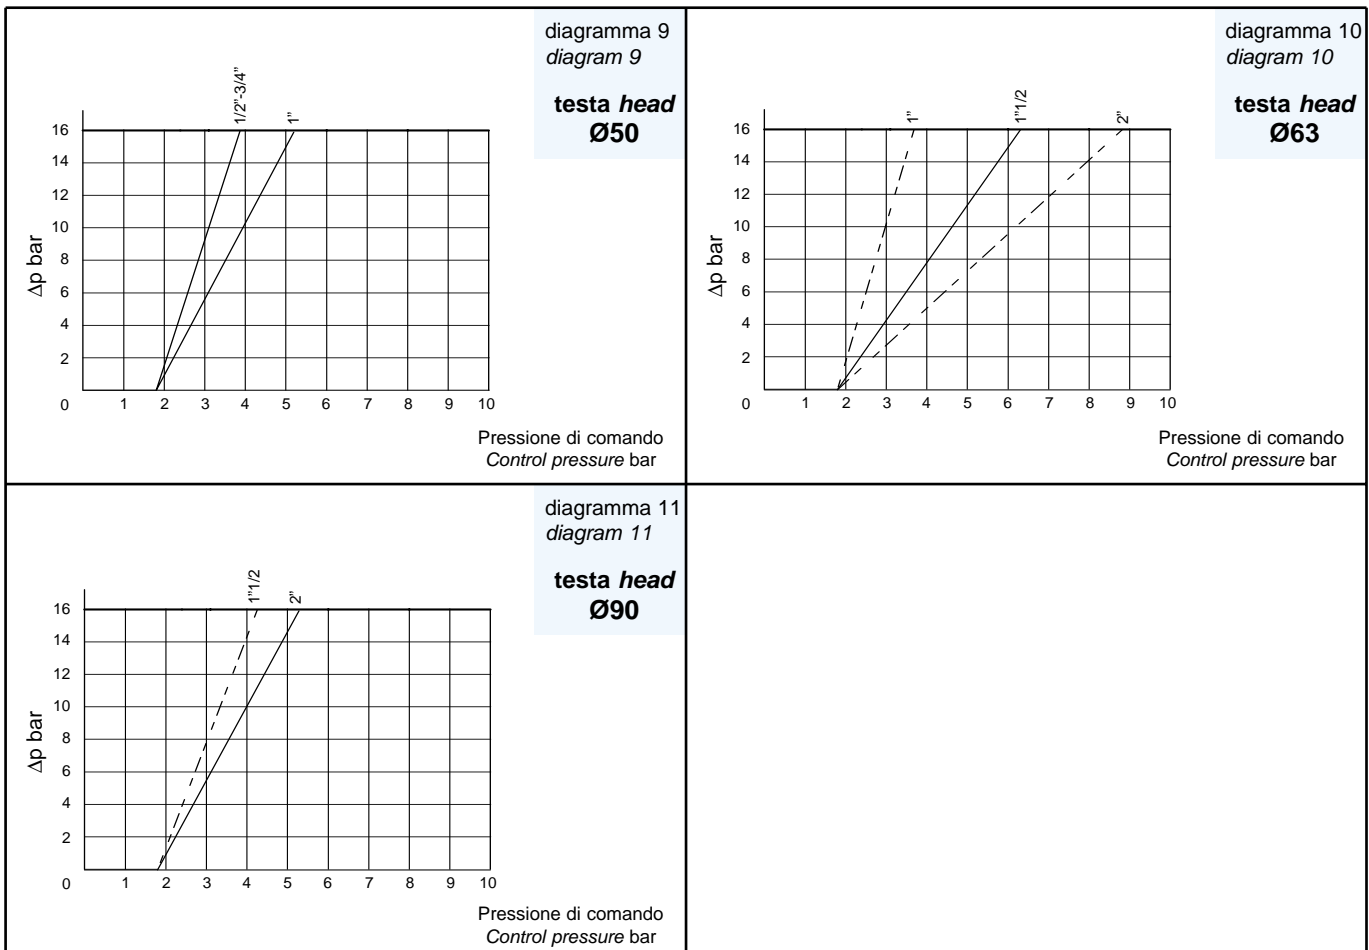 diagramma 9
diagram 9
testa head
Ø50
1/2”-3/4”
1”
Δp bar
16
14
12
10
8
6
4
2
0 1 2 3 4 5 6 7 8 9 10
Pressione di comando
Control pressure bar
diagramma 10
diagram 10
testa head
Ø63
1”
1”1/2
2”
Δp bar
16
14
12
10
8
6
4
2
0 1 2 3 4 5 6 7 8 9 10
Pressione di comando
Control pressure bar
diagramma 11
diagram 11
testa head
Ø90
1”1/2
2”
Δp bar
16
14
12
10
8
6
4
2
0 1 2 3 4 5 6 7 8 9 10
Pressione di comando
Control pressure bar